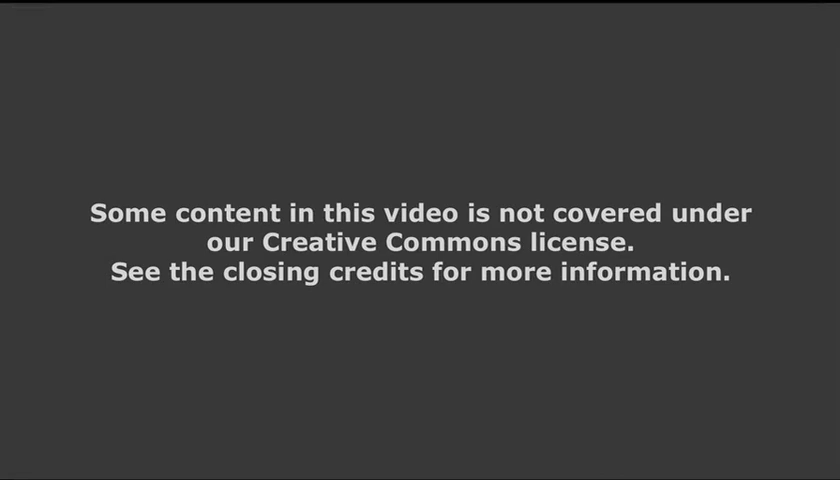 Some content in this video is not covered under
our Creative Commons license.
See the closing credits for more information.